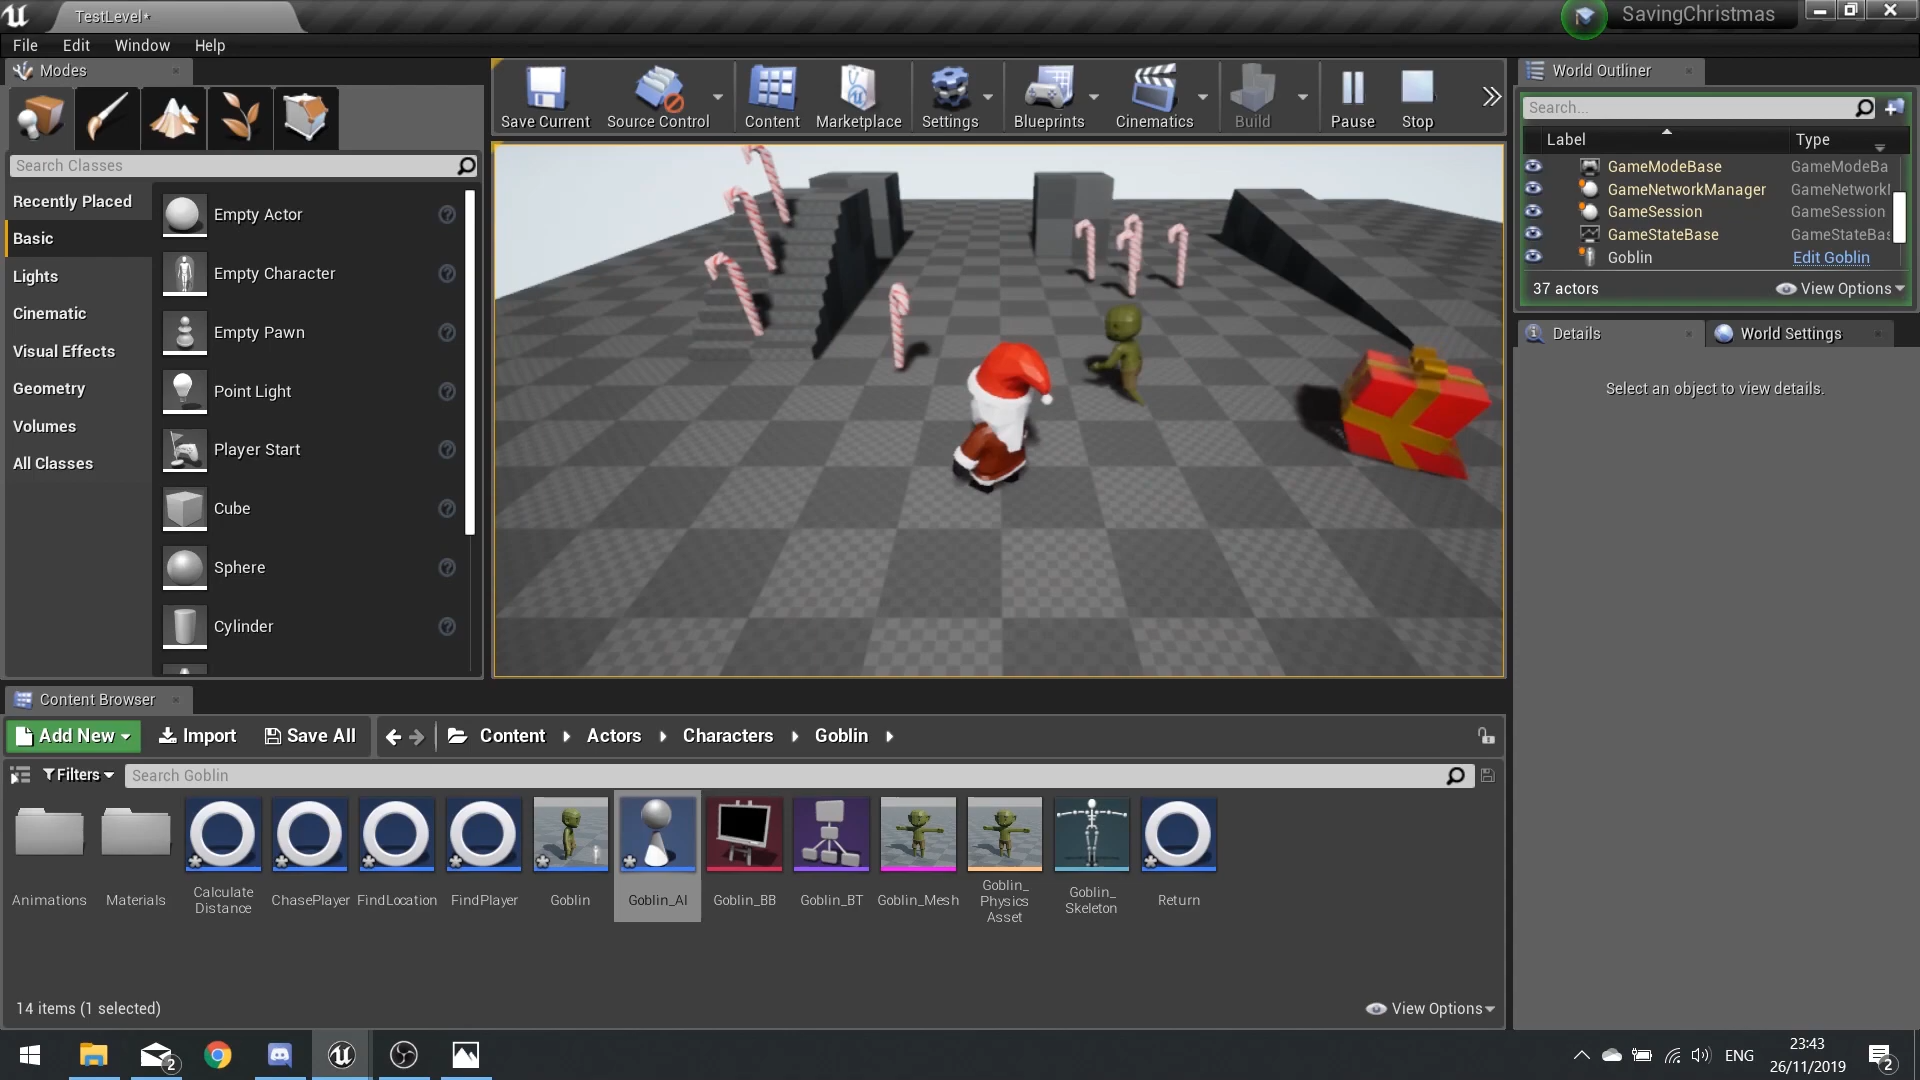 TestLevel*
SavingChristmas
File Edit Window Help
Modes
Search Classes
Recently Placed
Basic
Lights
Cinematic
Visual Effects
Geometry
Volumes
All Classes
Empty Actor
Empty Character
Empty Pawn
Point Light
Player Start
Cube
Sphere
Cylinder
Save Current
Source Control
Content
Marketplace
Settings
Blueprints
Cinematics
Build
Pause
Stop
World Outliner
Search...
Label Type
GameModeBase GameModeBa
GameNetworkManager GameNetworkI
GameSession GameSession
GameStateBase GameStateBas
Goblin Edit Goblin
37 actors View Options
Details
World Settings
Select an object to view details.
Content Browser
Add New Import Save All Content Actors Characters Goblin
Filters Search Goblin
Animations
Materials
Calculate
Distance
ChasePlayer
FindLocation
FindPlayer
Goblin
Goblin_AI
Goblin_BB
Goblin_BT
Goblin_Mesh
Goblin_
Physics
Asset
Goblin_
Skeleton
Return
14 items (1 selected)
View Options
2
ENG
23:43
26/11/2019
2